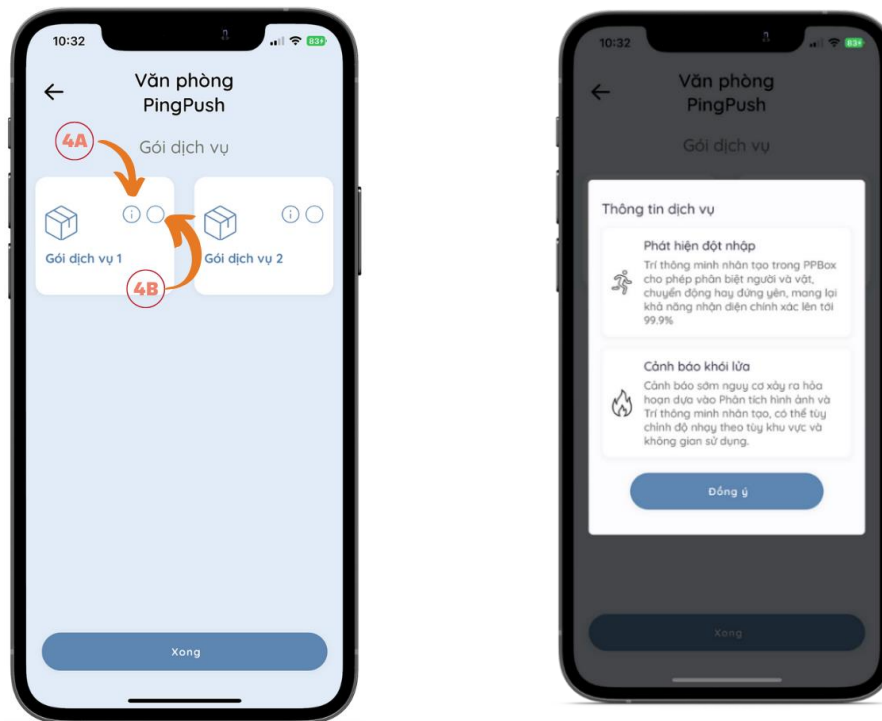 10:32
83
Văn phòng
PingPush
4A
Gói dịch vụ
Gói dịch vụ 1
Gói dịch vụ 2
4B
Xong
10:32
83
Văn phòng
PingPush
Gói dịch vụ
Thông tin dịch vụ
Phát hiện đột nhập
Trí thông minh nhân tạo trong PPBox
cho phép phân biệt người và vật,
chuyển động hay đứng yên, mang lại
khả năng nhận diện chính xác lên tới
99.9%
Cảnh báo khói lửa
Cảnh báo sớm nguy cơ xảy ra hỏa
hoạn dựa vào Phân tích hình ảnh và
Trí thông minh nhân tạo, có thể tùy
chỉnh độ nhạy theo tùy khu vực và
không gian sử dụng.
Đồng ý
Xong